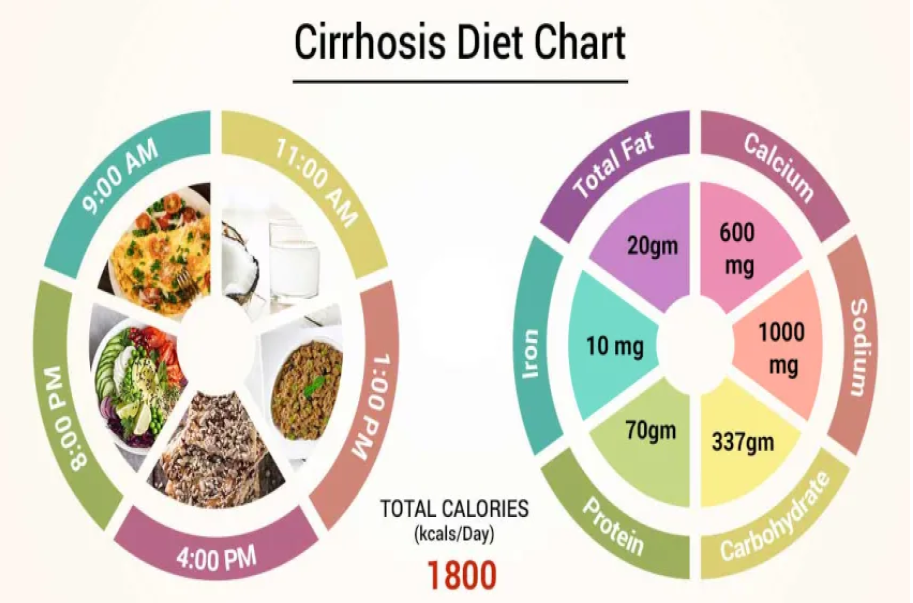 Cirrhosis Diet Chart
9:00 AM
11:00 AM
1:00 PM
4:00 PM
8:00 PM
TOTAL CALORIES
(kcals/Day)
1800
Total Fat
20gm
Calcium
600
mg
Sodium
1000
mg
Carbohydrate
337gm
Protein
70gm
Iron
10 mg